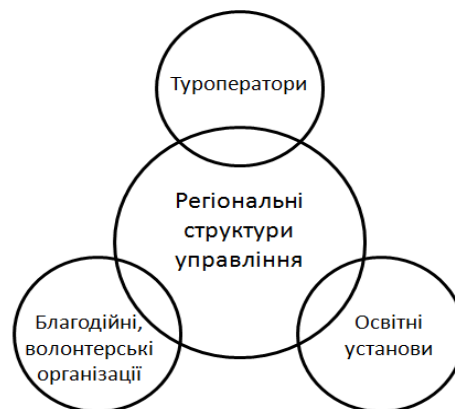 Туроператори
Регіональні
структури
управління
Благодійні,
волонтерські
організації
Освітні
установи